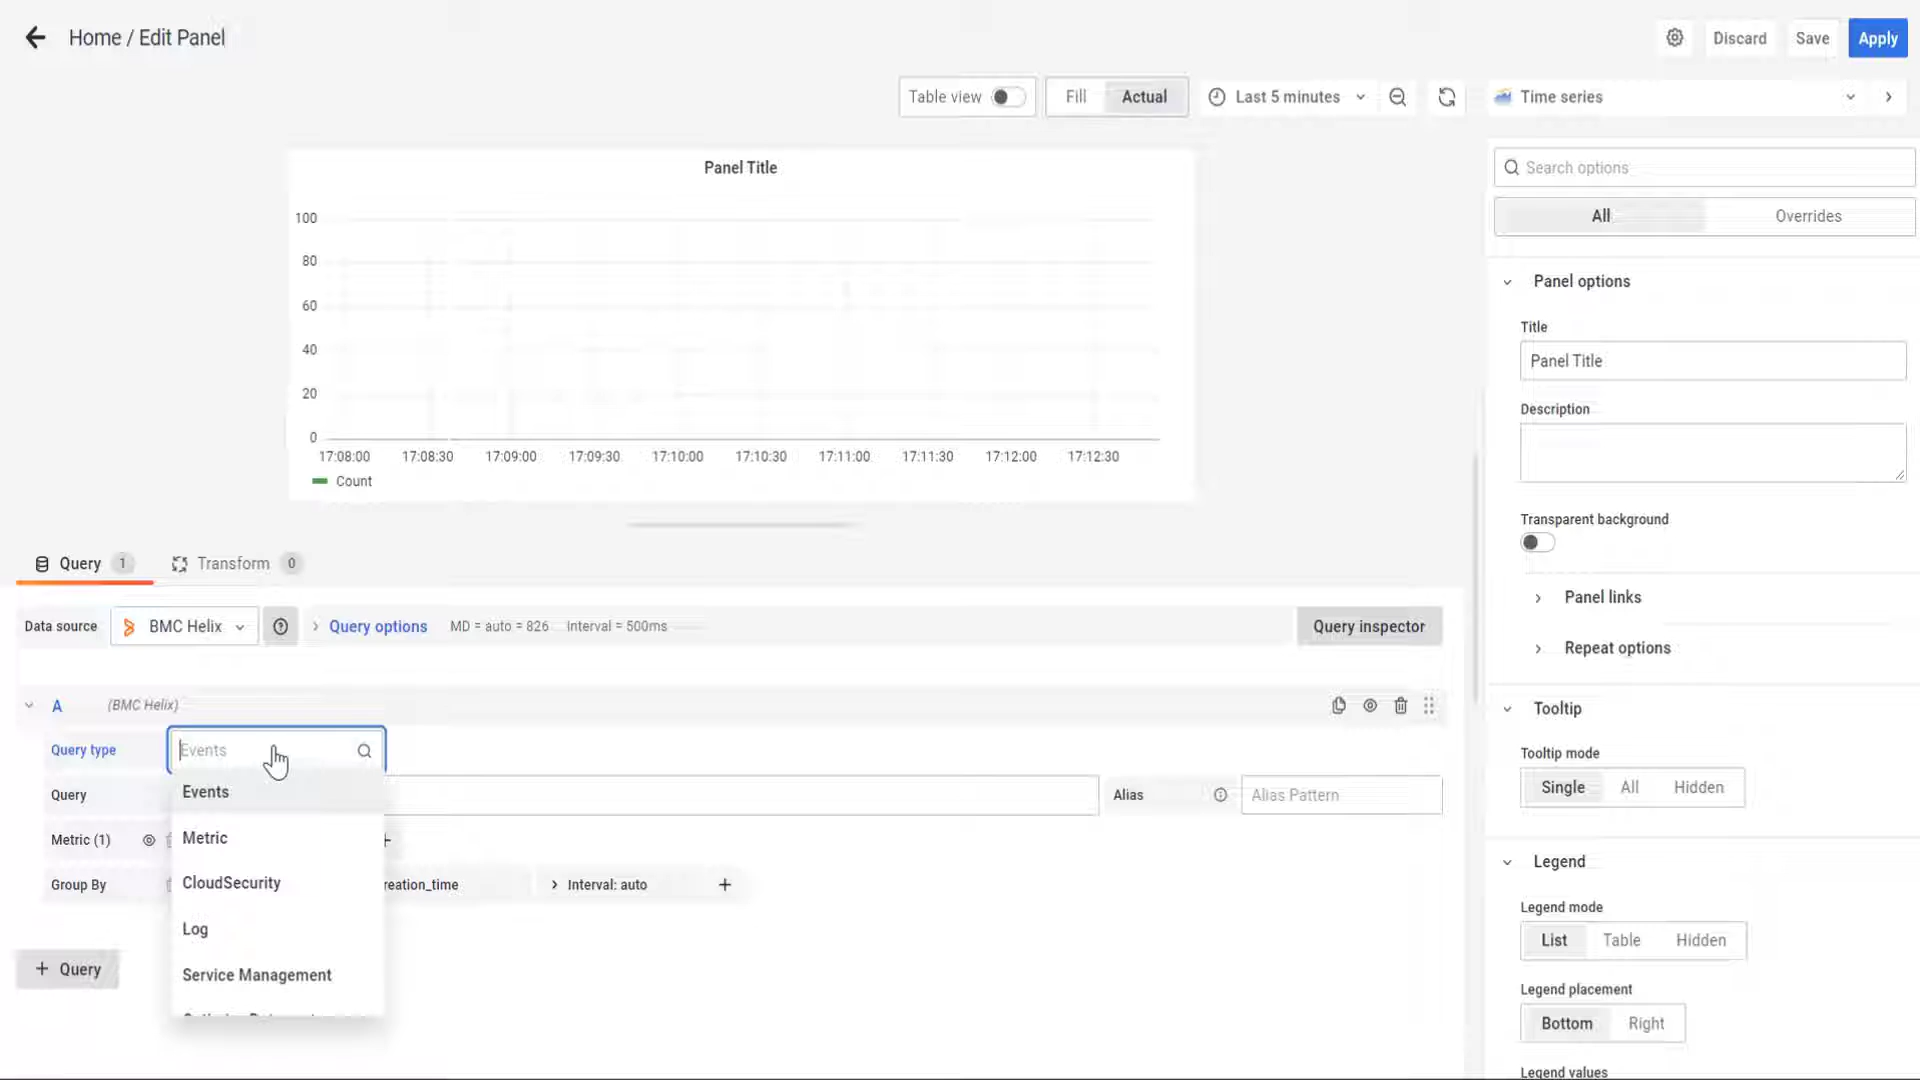 Home / Edit Panel
Discard
Save
Apply
Table view
Fill
Actual
Last 5 minutes
Time series
Panel Title
100
80
60
40
20
0
17:08:00
17:08:30
17:09:00
17:09:30
17:10:00
17:10:30
17:11:00
17:11:30
17:12:00
17:12:30
Count
Search options
All
Overrides
Panel options
Title
Panel Title
Description
Transparent background
Panel links
Repeat options
Tooltip
Tooltip mode
Single
All
Hidden
Legend
Legend mode
List
Table
Hidden
Legend placement
Bottom
Right
Legend values
Query 1
Transform 0
Data source
BMC Helix
Query options
MD = auto = 826
Interval = 500ms
Query inspector
A
(BMC Helix)
Query type
Events
Query
Alias
Alias Pattern
Metric (1)
Group By
reation_time
Interval: auto
Events
Metric
CloudSecurity
Log
Service Management
+ Query